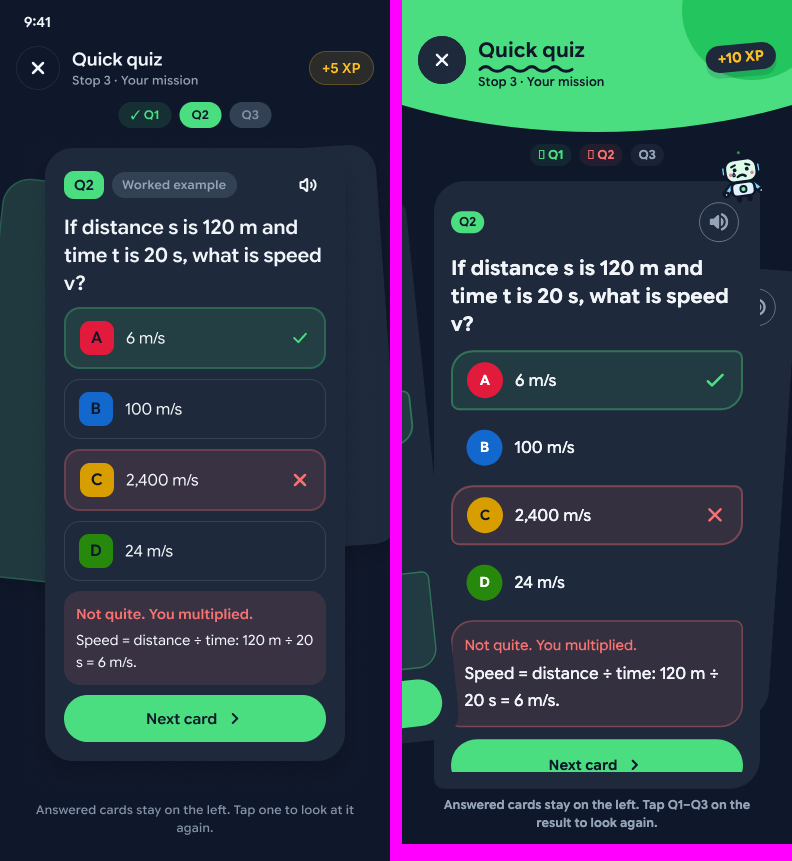 9:41
Quick quiz
Stop 3 · Your mission
+5 XP
✓ Q1
Q2
Q3
Q2
Worked example
If distance s is 120 m and
time t is 20 s, what is speed
v?
A
6 m/s
B
100 m/s
C
2,400 m/s
D
24 m/s
Not quite. You multiplied.
Speed = distance ÷ time: 120 m ÷ 20
s = 6 m/s.
Next card
Answered cards stay on the left. Tap one to look at it
again.
Quick quiz
Stop 3 · Your mission
+10 XP
Q1
Q2
Q3
Q2
If distance s is 120 m and
time t is 20 s, what is speed
v?
A
6 m/s
B
100 m/s
C
2,400 m/s
D
24 m/s
Not quite. You multiplied.
Speed = distance ÷ time: 120 m ÷
20 s = 6 m/s.
Next card
Answered cards stay on the left. Tap Q1–Q3 on the
result to look again.